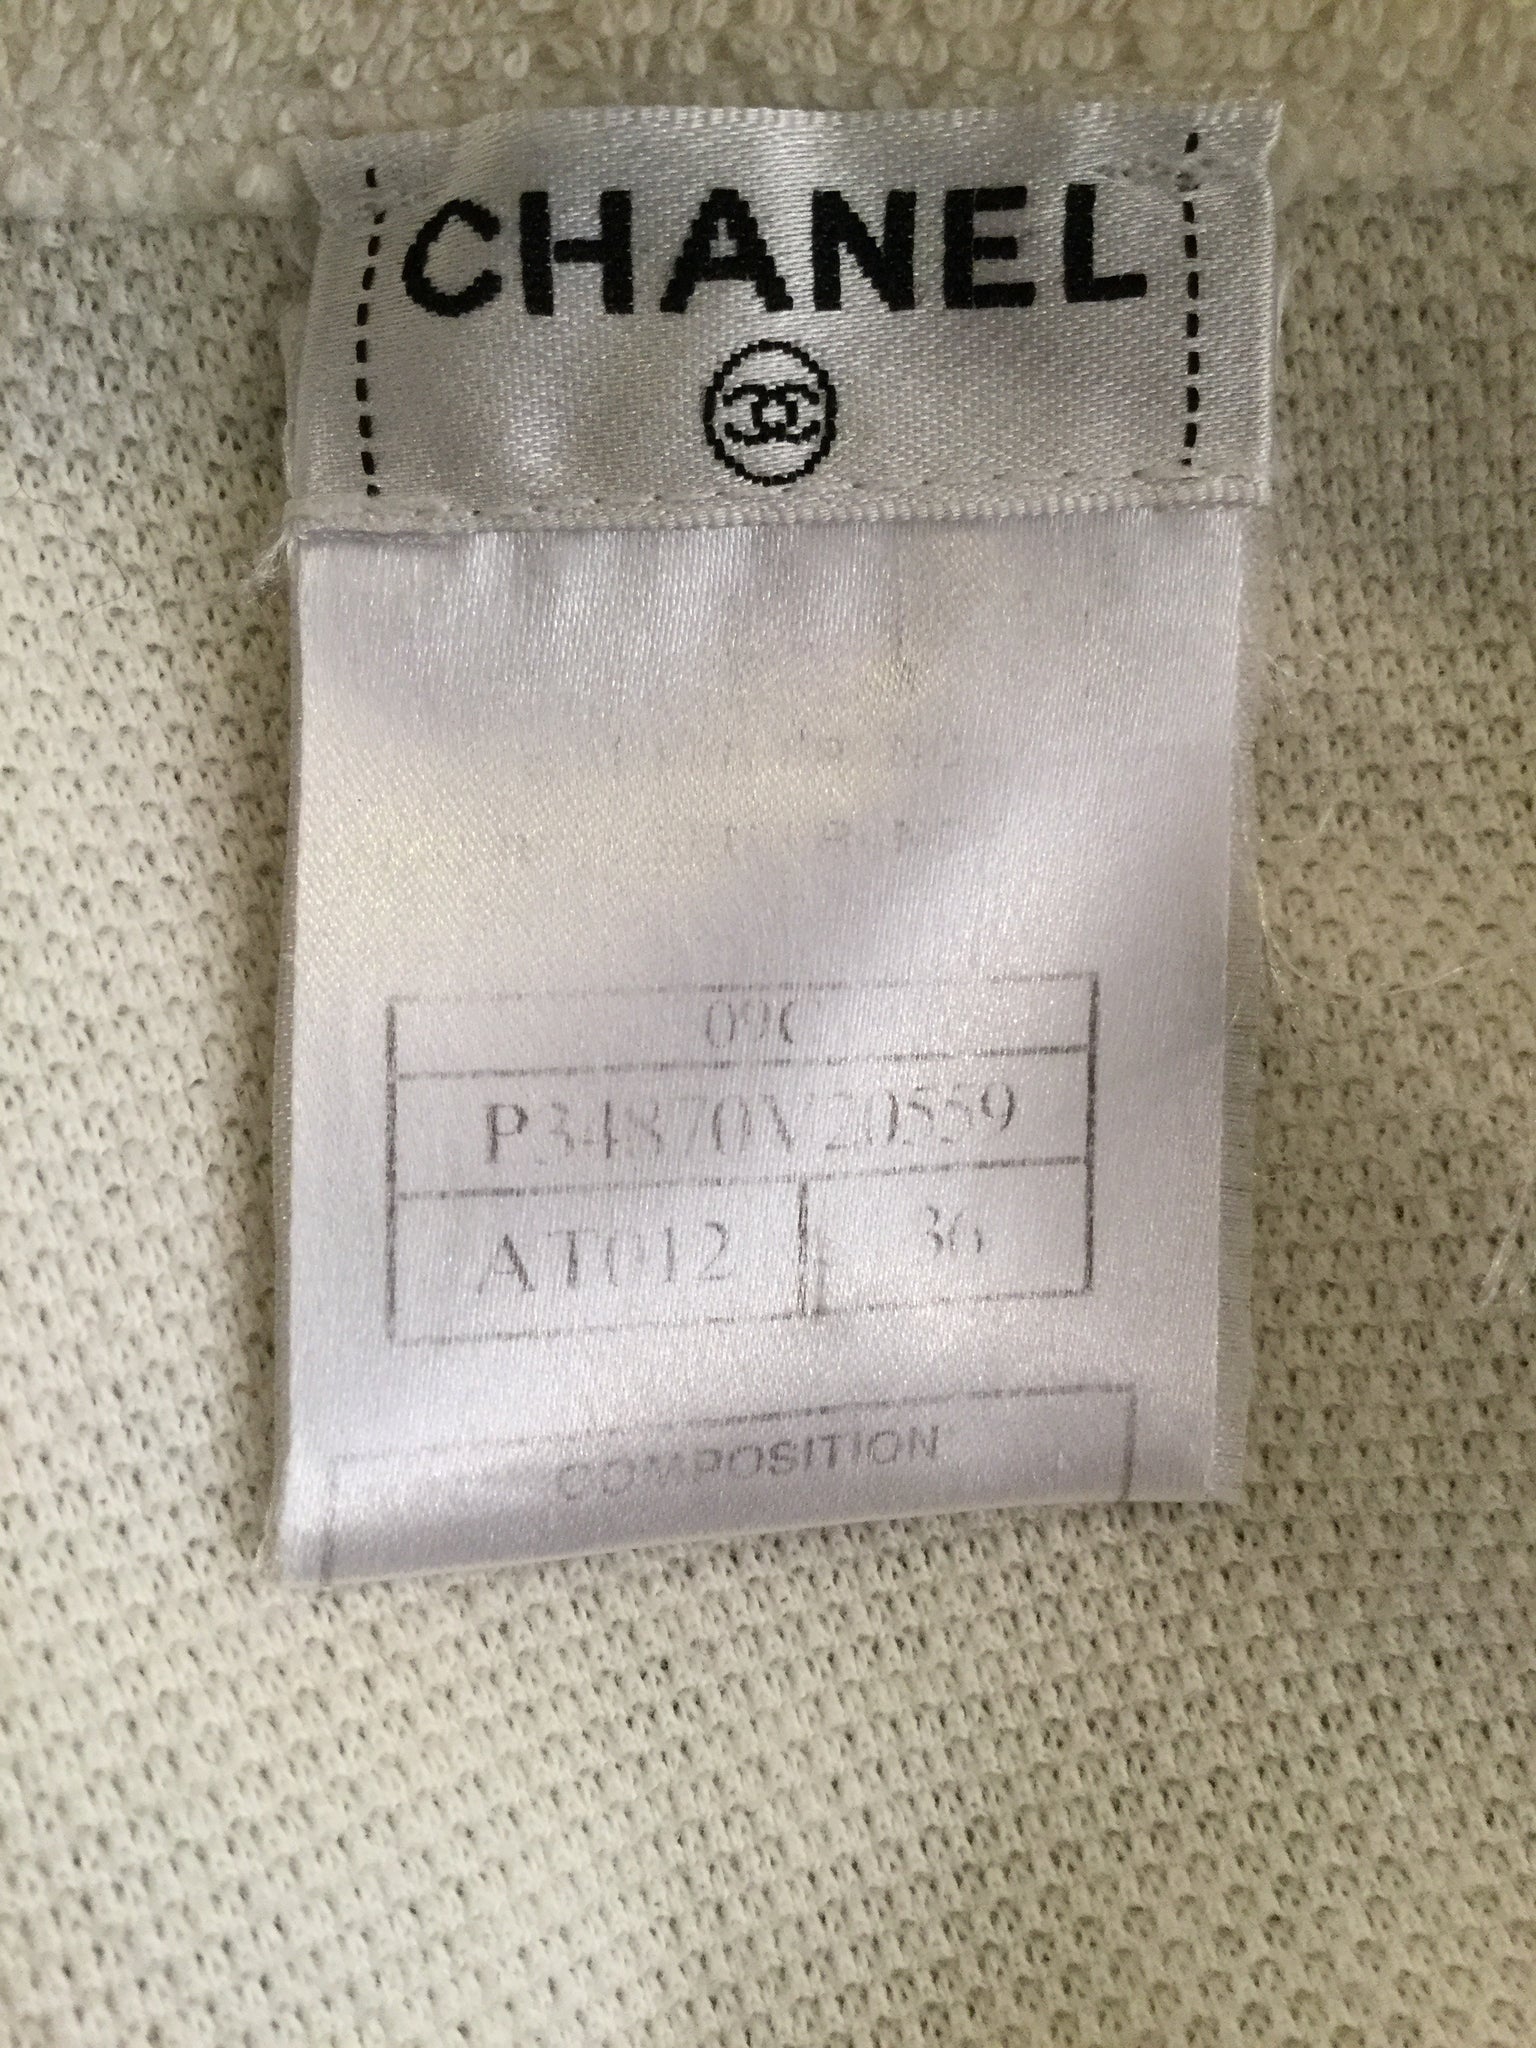 CHANEL
09C
P34870V20559
AT012 36
COMPOSITION